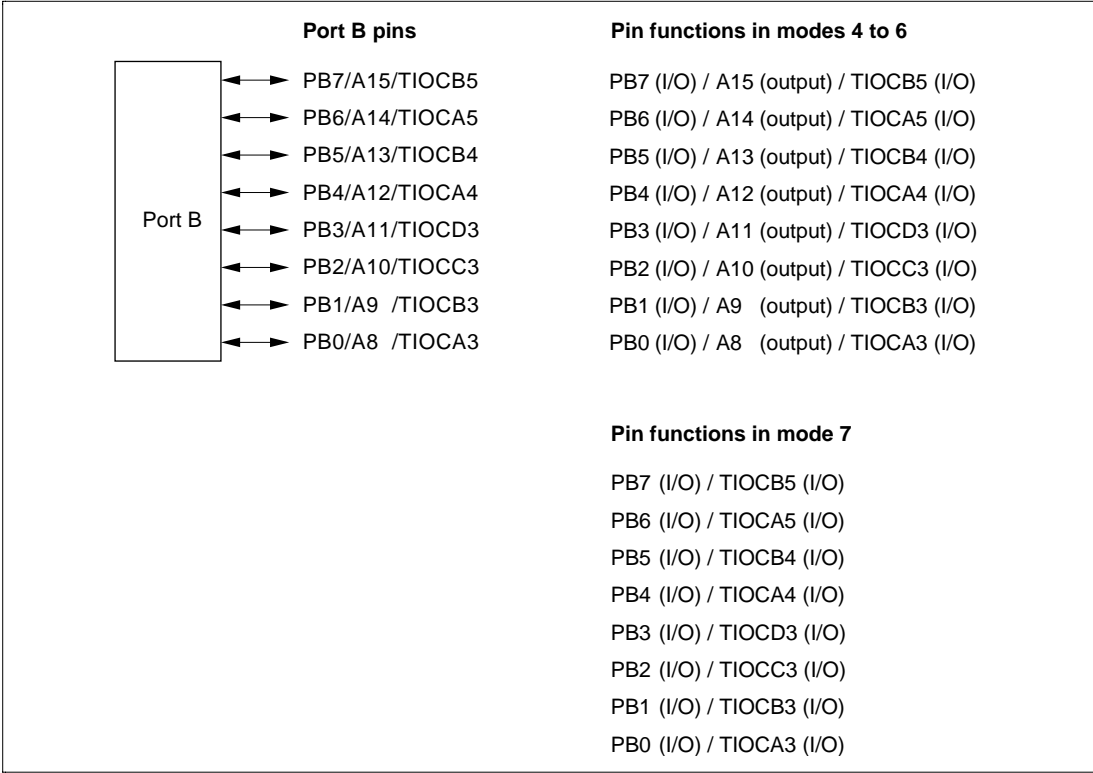 Port B pins Pin functions in modes 4 to 6
PB7/A15/TIOCB5 PB7 (I/O) / A15 (output) / TIOCB5 (I/O)
PB6/A14/TIOCA5 PB6 (I/O) / A14 (output) / TIOCA5 (I/O)
PB5/A13/TIOCB4 PB5 (I/O) / A13 (output) / TIOCB4 (I/O)
PB4/A12/TIOCA4 PB4 (I/O) / A12 (output) / TIOCA4 (I/O)
Port B PB3/A11/TIOCD3 PB3 (I/O) / A11 (output) / TIOCD3 (I/O)
PB2/A10/TIOCC3 PB2 (I/O) / A10 (output) / TIOCC3 (I/O)
PB1/A9 /TIOCB3 PB1 (I/O) / A9 (output) / TIOCB3 (I/O)
PB0/A8 /TIOCA3 PB0 (I/O) / A8 (output) / TIOCA3 (I/O)
Pin functions in mode 7
PB7 (I/O) / TIOCB5 (I/O)
PB6 (I/O) / TIOCA5 (I/O)
PB5 (I/O) / TIOCB4 (I/O)
PB4 (I/O) / TIOCA4 (I/O)
PB3 (I/O) / TIOCD3 (I/O)
PB2 (I/O) / TIOCC3 (I/O)
PB1 (I/O) / TIOCB3 (I/O)
PB0 (I/O) / TIOCA3 (I/O)